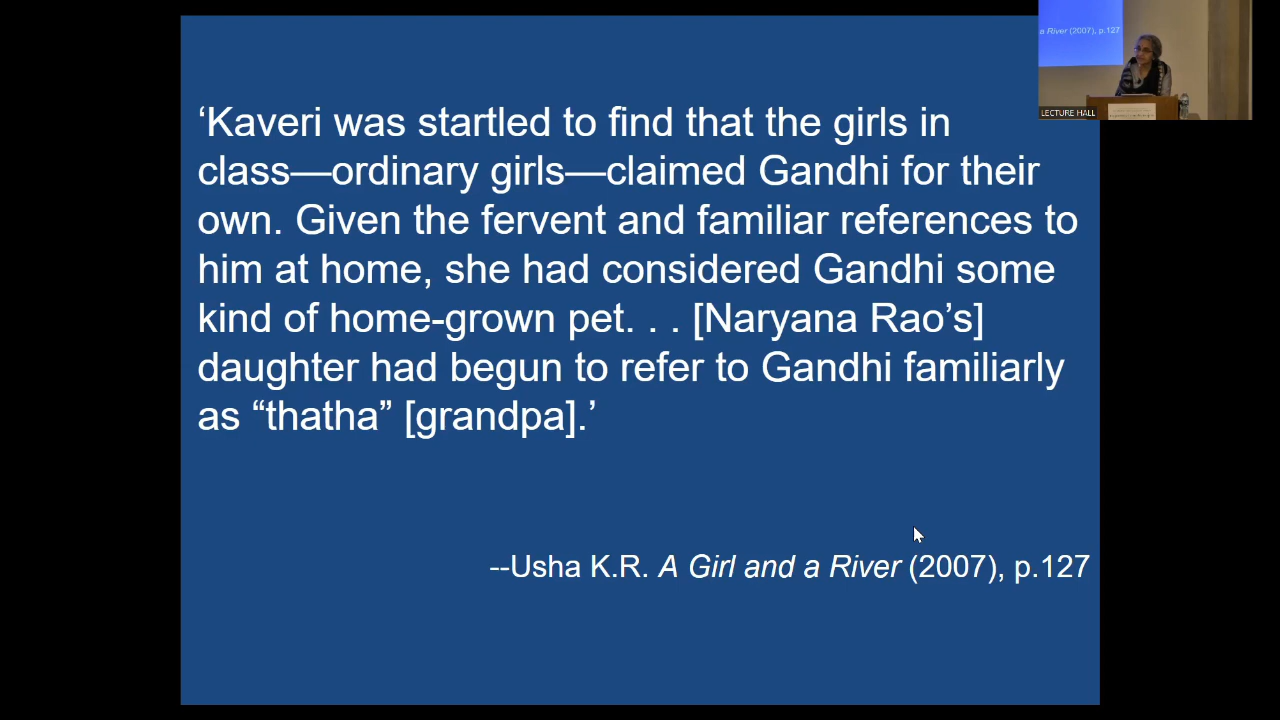 ‘Kaveri was startled to find that the girls in
class—ordinary girls—claimed Gandhi for their
own. Given the fervent and familiar references to
him at home, she had considered Gandhi some
kind of home-grown pet. . . [Naryana Rao’s]
daughter had begun to refer to Gandhi familiarly
as “thatha” [grandpa].’
--Usha K.R. A Girl and a River (2007), p.127
a River (2007), p.127
LECTURE HALL